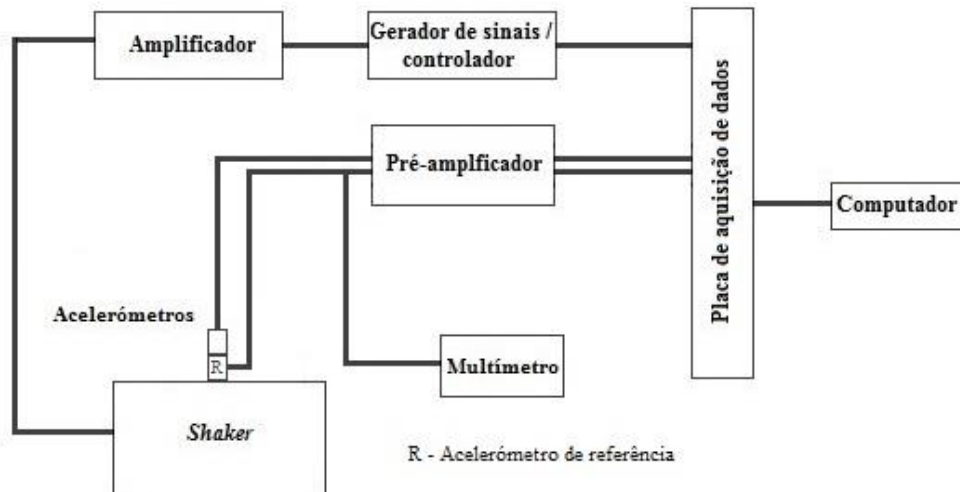 Amplificador
Gerador de sinais /
controlador
Pré-amplficador
Placa de aquisição de dados
Computador
Acelerómetros
R
Multímetro
Shaker
R - Acelerómetro de referência